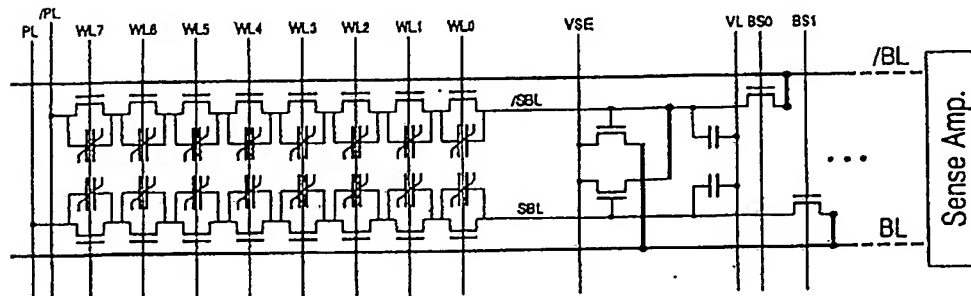 /PL
PL WL7 WL6 WL5 WL4 WL3 WL2 WL1 WL0 VSE VL BS0 BS1
/BL
/SBL
SBL
BL
Sense Amp.